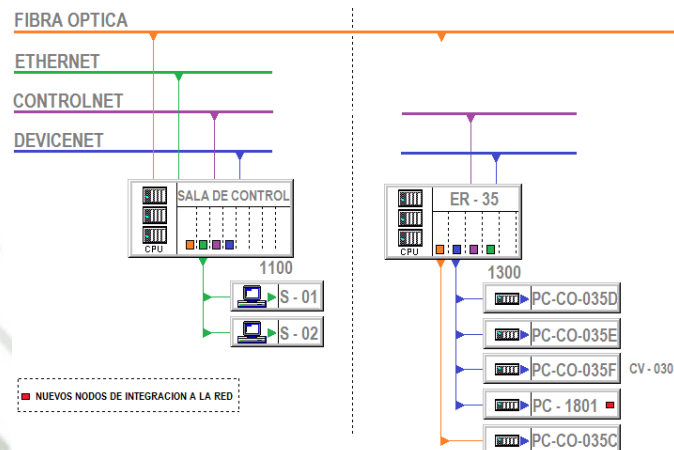 FIBRA OPTICA
ETHERNET
CONTROLNET
DEVICENET
SALA DE CONTROL
CPU
1100
S - 01
S - 02
NUEVOS NODOS DE INTEGRACION A LA RED
ER - 35
CPU
1300
PC-CO-035D
PC-CO-035E
PC-CO-035F CV - 030
PC - 1801
PC-CO-035C